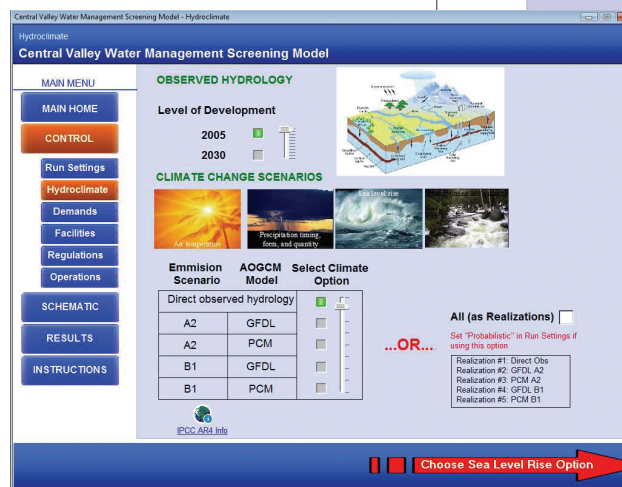 Central Valley Water Management Screening Model - Hydroclimate
Hydroclimate
Central Valley Water Management Screening Model
MAIN MENU
MAIN HOME
CONTROL
Run Settings
Hydroclimate
Demands
Facilities
Regulations
Operations
SCHEMATIC
RESULTS
INSTRUCTIONS
OBSERVED HYDROLOGY
Level of Development
2005
2030
CLIMATE CHANGE SCENARIOS
Air temperature
Precipitation timing,
form, and quantity
Sea level rise
Emmision
Scenario
AOGCM
Model
Select Climate
Option
Direct observed hydrology
A2 GFDL
A2 PCM
B1 GFDL
B1 PCM
IPCC AR4 Info
...OR...
All (as Realizations)
Set "Probabilistic" in Run Settings if
using this option
Realization #1: Direct Obs
Realization #2: GFDL A2
Realization #3: PCM A2
Realization #4: GFDL B1
Realization #5: PCM B1
Choose Sea Level Rise Option